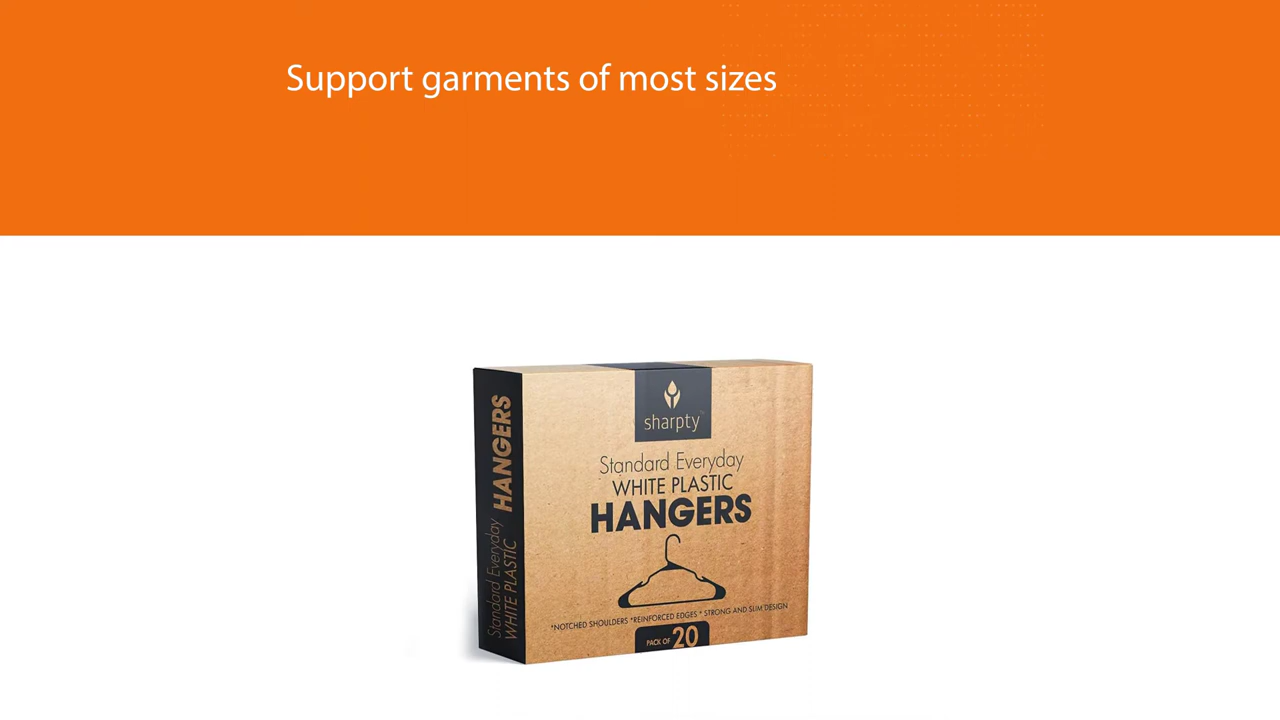 Support garments of most sizes
sharpty™
Standard Everyday
WHITE PLASTIC
HANGERS
*NOTCHED SHOULDERS *REINFORCED EDGES * STRONG AND SLIM DESIGN
PACK OF 20
Standard Everyday
WHITE PLASTIC
HANGERS